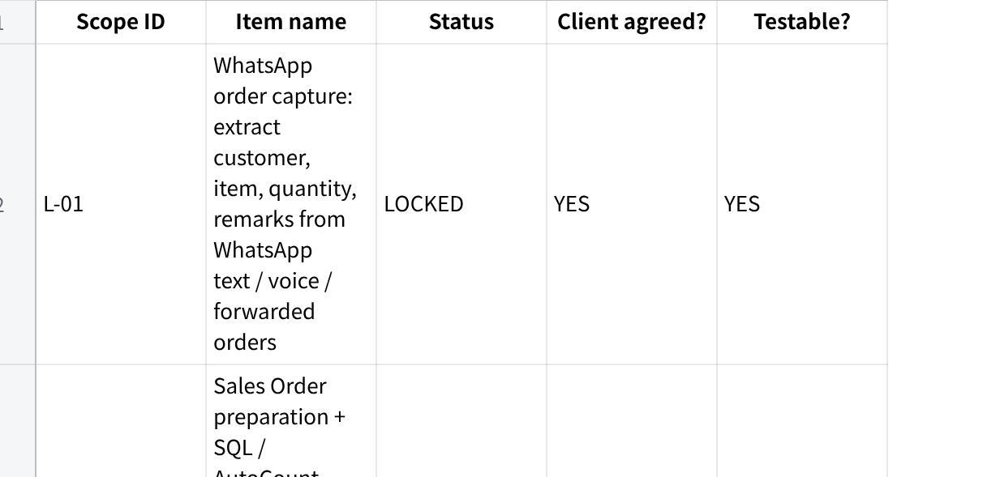 1
Scope ID
Item name
Status
Client agreed?
Testable?
2
L-01
WhatsApp
order capture:
extract
customer,
item, quantity,
remarks from
WhatsApp
text / voice /
forwarded
orders
LOCKED
YES
YES
Sales Order
preparation +
SQL /
AutoCount